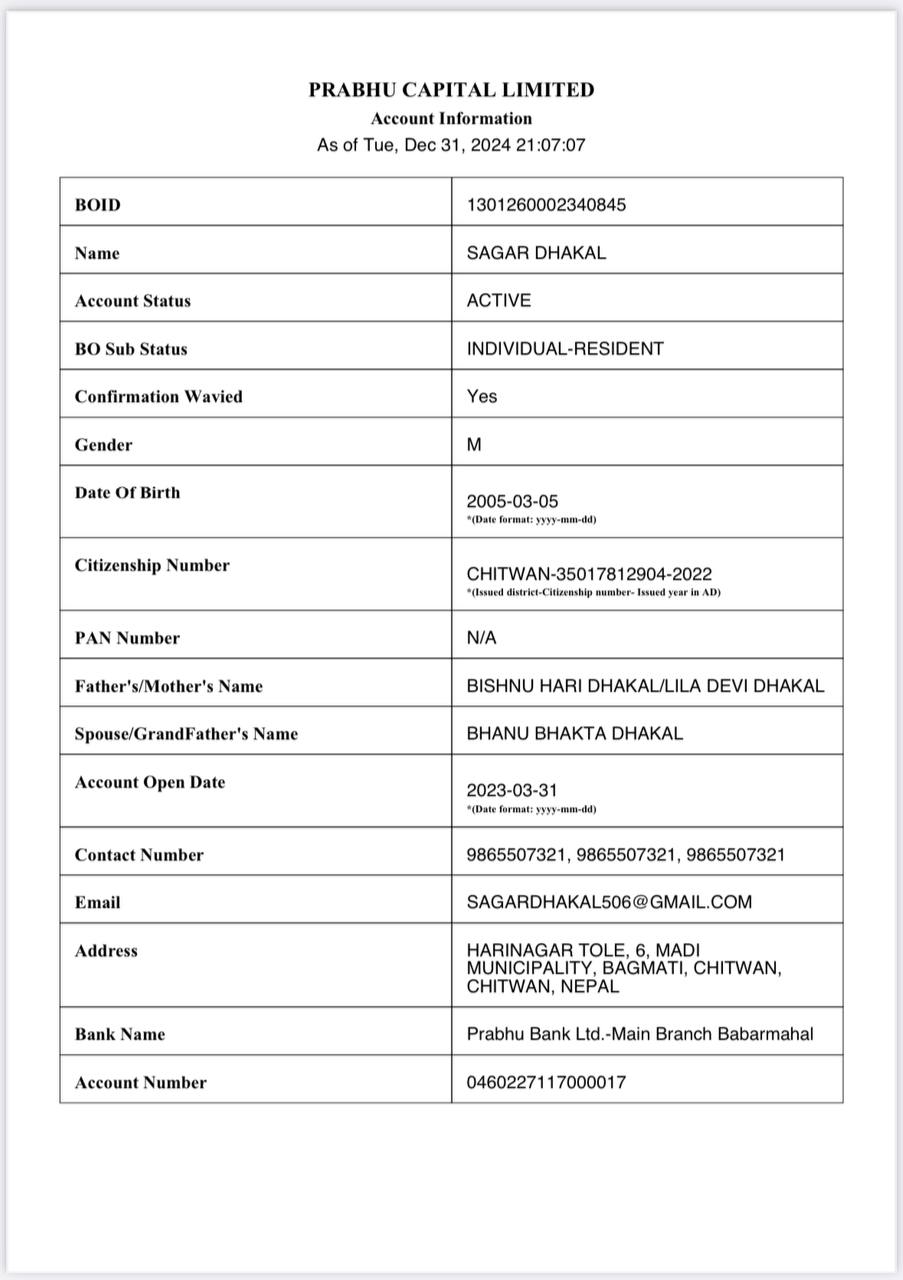 PRABHU CAPITAL LIMITED
Account Information
As of Tue, Dec 31, 2024 21:07:07
BOID 1301260002340845
Name SAGAR DHAKAL
Account Status ACTIVE
BO Sub Status INDIVIDUAL-RESIDENT
Confirmation Wavied Yes
Gender M
Date Of Birth 2005-03-05
*(Date format: yyyy-mm-dd)
Citizenship Number CHITWAN-35017812904-2022
*(Issued district-Citizenship number- Issued year in AD)
PAN Number N/A
Father's/Mother's Name BISHNU HARI DHAKAL/LILA DEVI DHAKAL
Spouse/GrandFather's Name BHANU BHAKTA DHAKAL
Account Open Date 2023-03-31
*(Date format: yyyy-mm-dd)
Contact Number 9865507321, 9865507321, 9865507321
Email SAGARDHAKAL506@GMAIL.COM
Address HARINAGAR TOLE, 6, MADI
MUNICIPALITY, BAGMATI, CHITWAN,
CHITWAN, NEPAL
Bank Name Prabhu Bank Ltd.-Main Branch Babarmahal
Account Number 0460227117000017